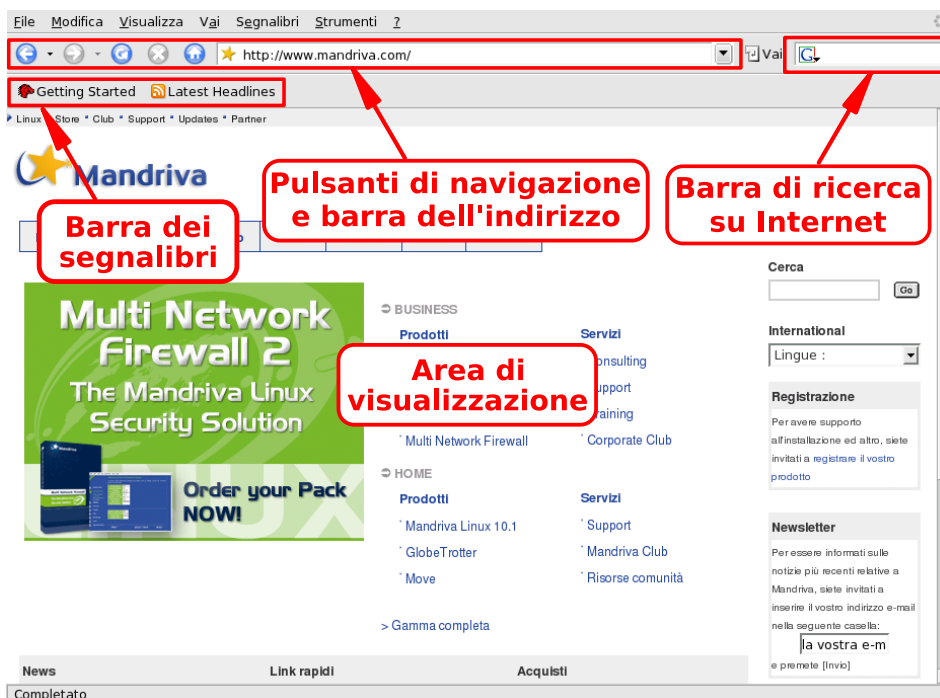 File Modifica Visualizza Vai Segnalibri Strumenti ?
http://www.mandriva.com/
Vai
Getting Started Latest Headlines
Linux Store * Club * Support * Updates * Partner
Mandriva
Pulsanti di navigazione
e barra dell'indirizzo
Barra di ricerca
su Internet
Barra dei
segnalibri
Cerca
Go
Multi Network
Firewall 2
The Mandriva Linux
Security Solution
Order your Pack
NOW!
LINUX
BUSINESS
Prodotti Servizi
Area di
visualizzazione
Training
Multi Network Firewall Corporate Club
HOME
Prodotti Servizi
Mandriva Linux 10.1 Support
GlobeTrotter Mandriva Club
Move Risorse comunità
> Gamma completa
International
Lingue :
Registrazione
Per avere supporto
all'installazione ed altro, siete
invitati a registrare il vostro
prodotto
Newsletter
Per essere informati sulle
notizie più recenti relative a
Mandriva, siete invitati a
inserire il vostro indirizzo e-mail
nella seguente casella:
la vostra e-m
e premete [Invio]
News Link rapidi Acquisti
Completato